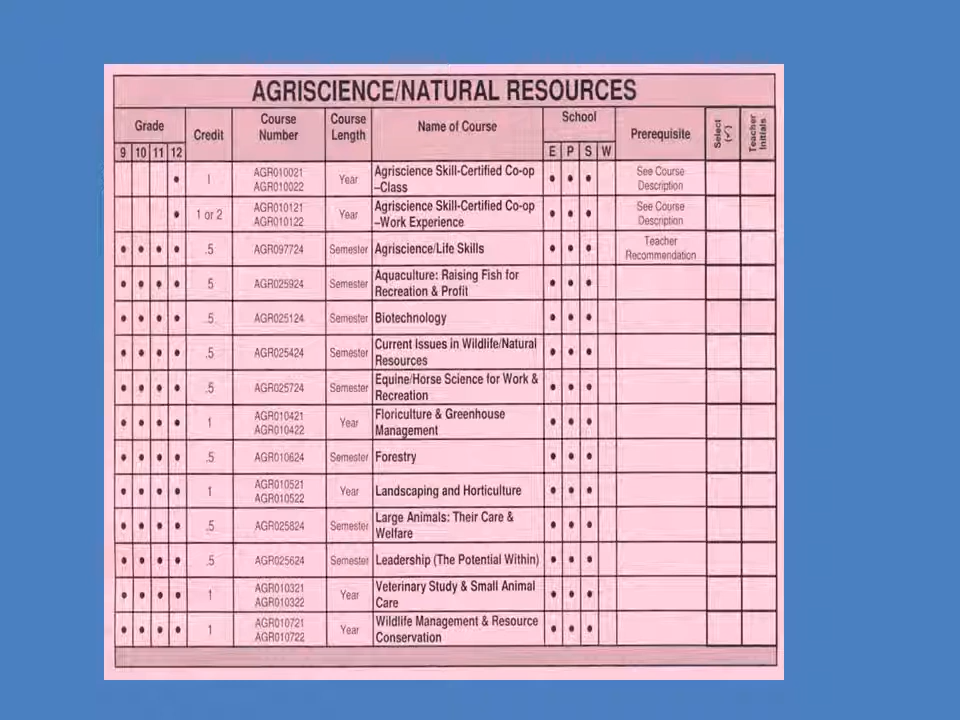 AGRISCIENCE/NATURAL RESOURCES
Grade Credit Course Number Course Length Name of Course School Prerequisite Select (✓) Teacher Initials
9 10 11 12 E P S W
• 1 AGR010021 AGR010022 Year Agriscience Skill-Certified Co-op –Class • • • See Course Description
• 1 or 2 AGR010121 AGR010122 Year Agriscience Skill-Certified Co-op –Work Experience • • • See Course Description
• • • • .5 AGR097724 Semester Agriscience/Life Skills • • • Teacher Recommendation
• • • • .5 AGR025924 Semester Aquaculture: Raising Fish for Recreation & Profit • • •
• • • • .5 AGR025124 Semester Biotechnology • • •
• • • • .5 AGR025424 Semester Current Issues in Wildlife/Natural Resources • • •
• • • • .5 AGR025724 Semester Equine/Horse Science for Work & Recreation • • •
• • • • 1 AGR010421 AGR010422 Year Floriculture & Greenhouse Management • • •
• • • • .5 AGR010624 Semester Forestry • • •
• • • • 1 AGR010521 AGR010522 Year Landscaping and Horticulture • • •
• • • • .5 AGR025824 Semester Large Animals: Their Care & Welfare • • •
• • • • .5 AGR025624 Semester Leadership (The Potential Within) • • •
• • • • 1 AGR010321 AGR010322 Year Veterinary Study & Small Animal Care • • •
• • • • 1 AGR010721 AGR010722 Year Wildlife Management & Resource Conservation • • •